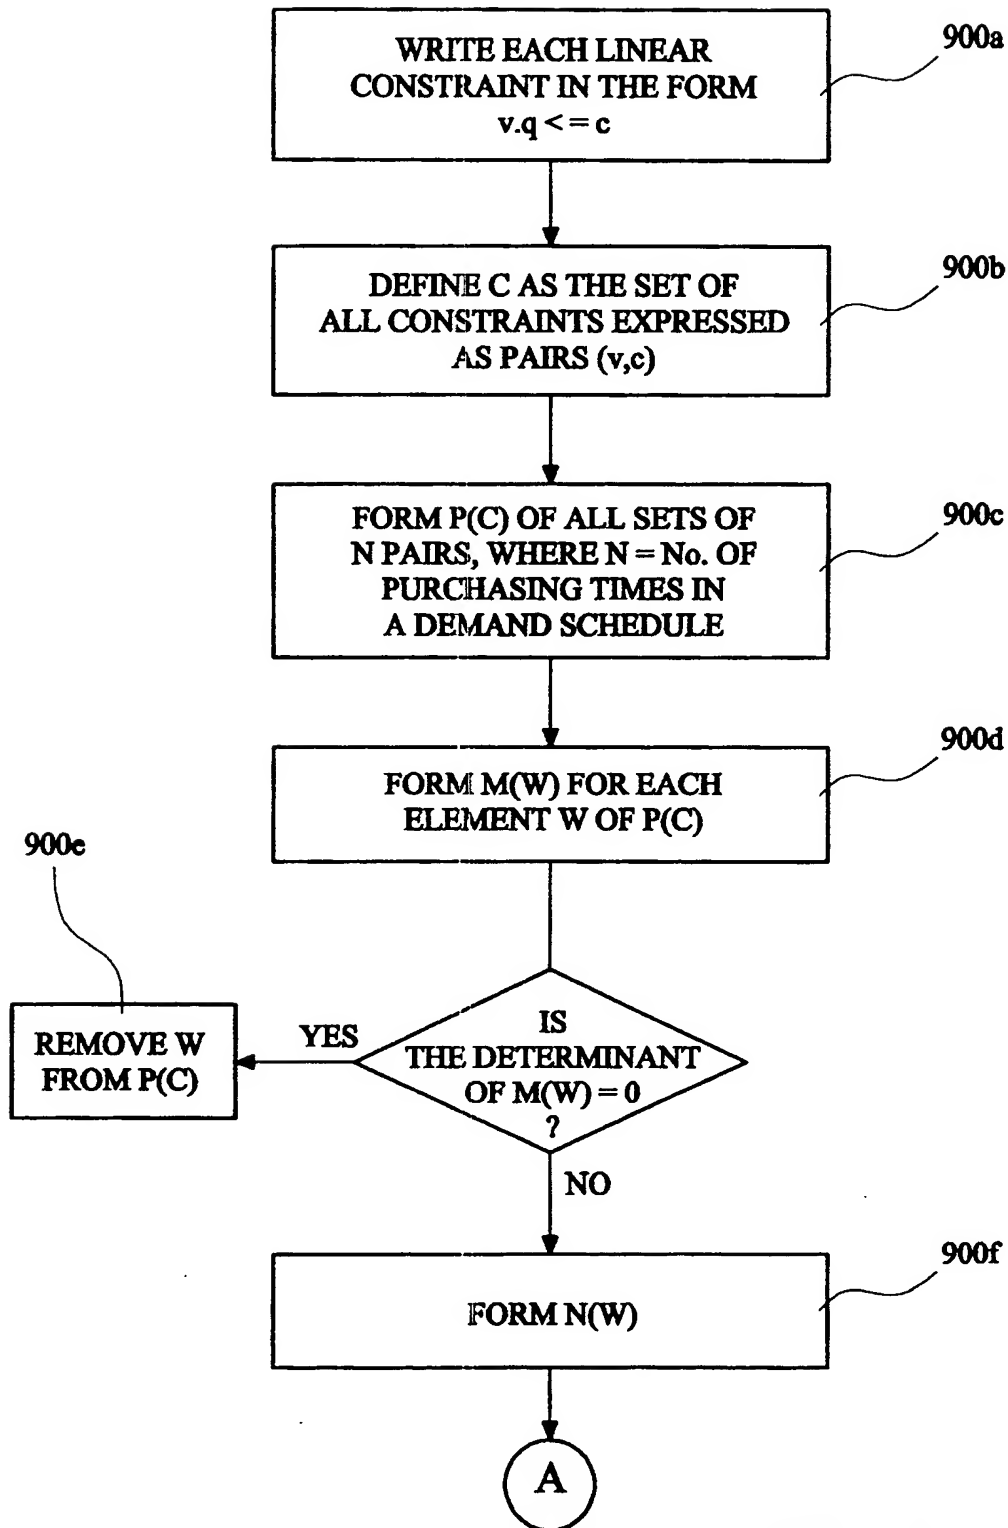 WRITE EACH LINEAR
CONSTRAINT IN THE FORM
v.q < = c
900a
DEFINE C AS THE SET OF
ALL CONSTRAINTS EXPRESSED
AS PAIRS (v,c)
900b
FORM P(C) OF ALL SETS OF
N PAIRS, WHERE N = No. OF
PURCHASING TIMES IN
A DEMAND SCHEDULE
900c
FORM M(W) FOR EACH
ELEMENT W OF P(C)
900d
900e
REMOVE W
FROM P(C)
YES
IS
THE DETERMINANT
OF M(W) = 0
?
NO
FORM N(W)
900f
A